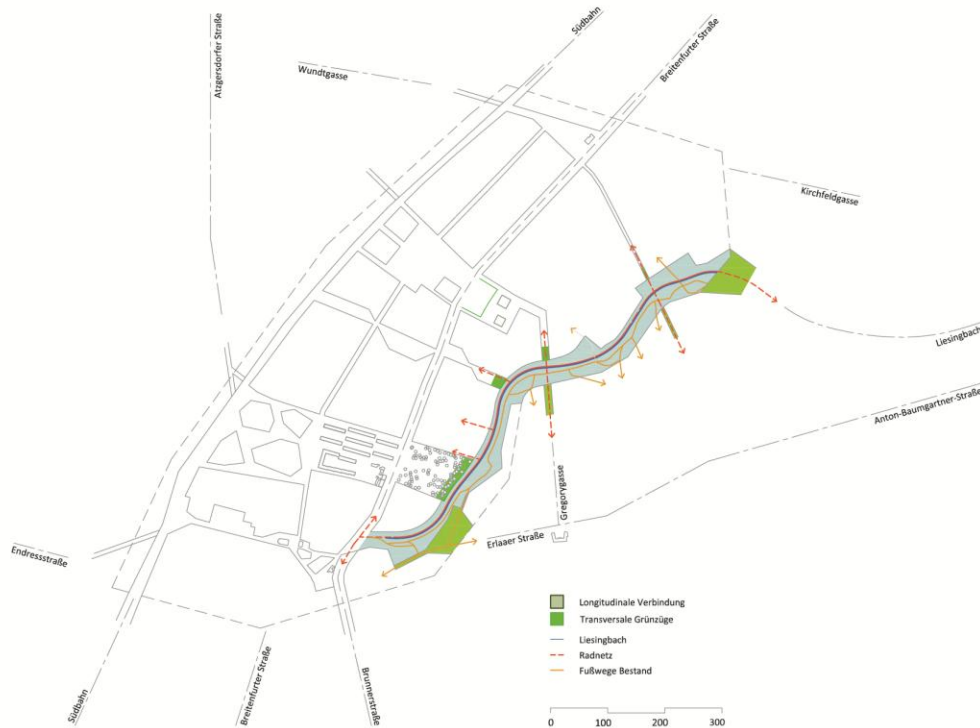 Atzgersdorfer Straße
Südbahn
Breitenfurter Straße
Wundtgasse
Kirchfeldgasse
Liesingbach
Anton-Baumgartner-Straße
Gregorygasse
Erlaaer Straße
Endressstraße
Südbahn
Breitenfurter Straße
Brunnerstraße
Longitudinale Verbindung
Transversale Grünzüge
Liesingbach
Radnetz
Fußwege Bestand
0 100 200 300